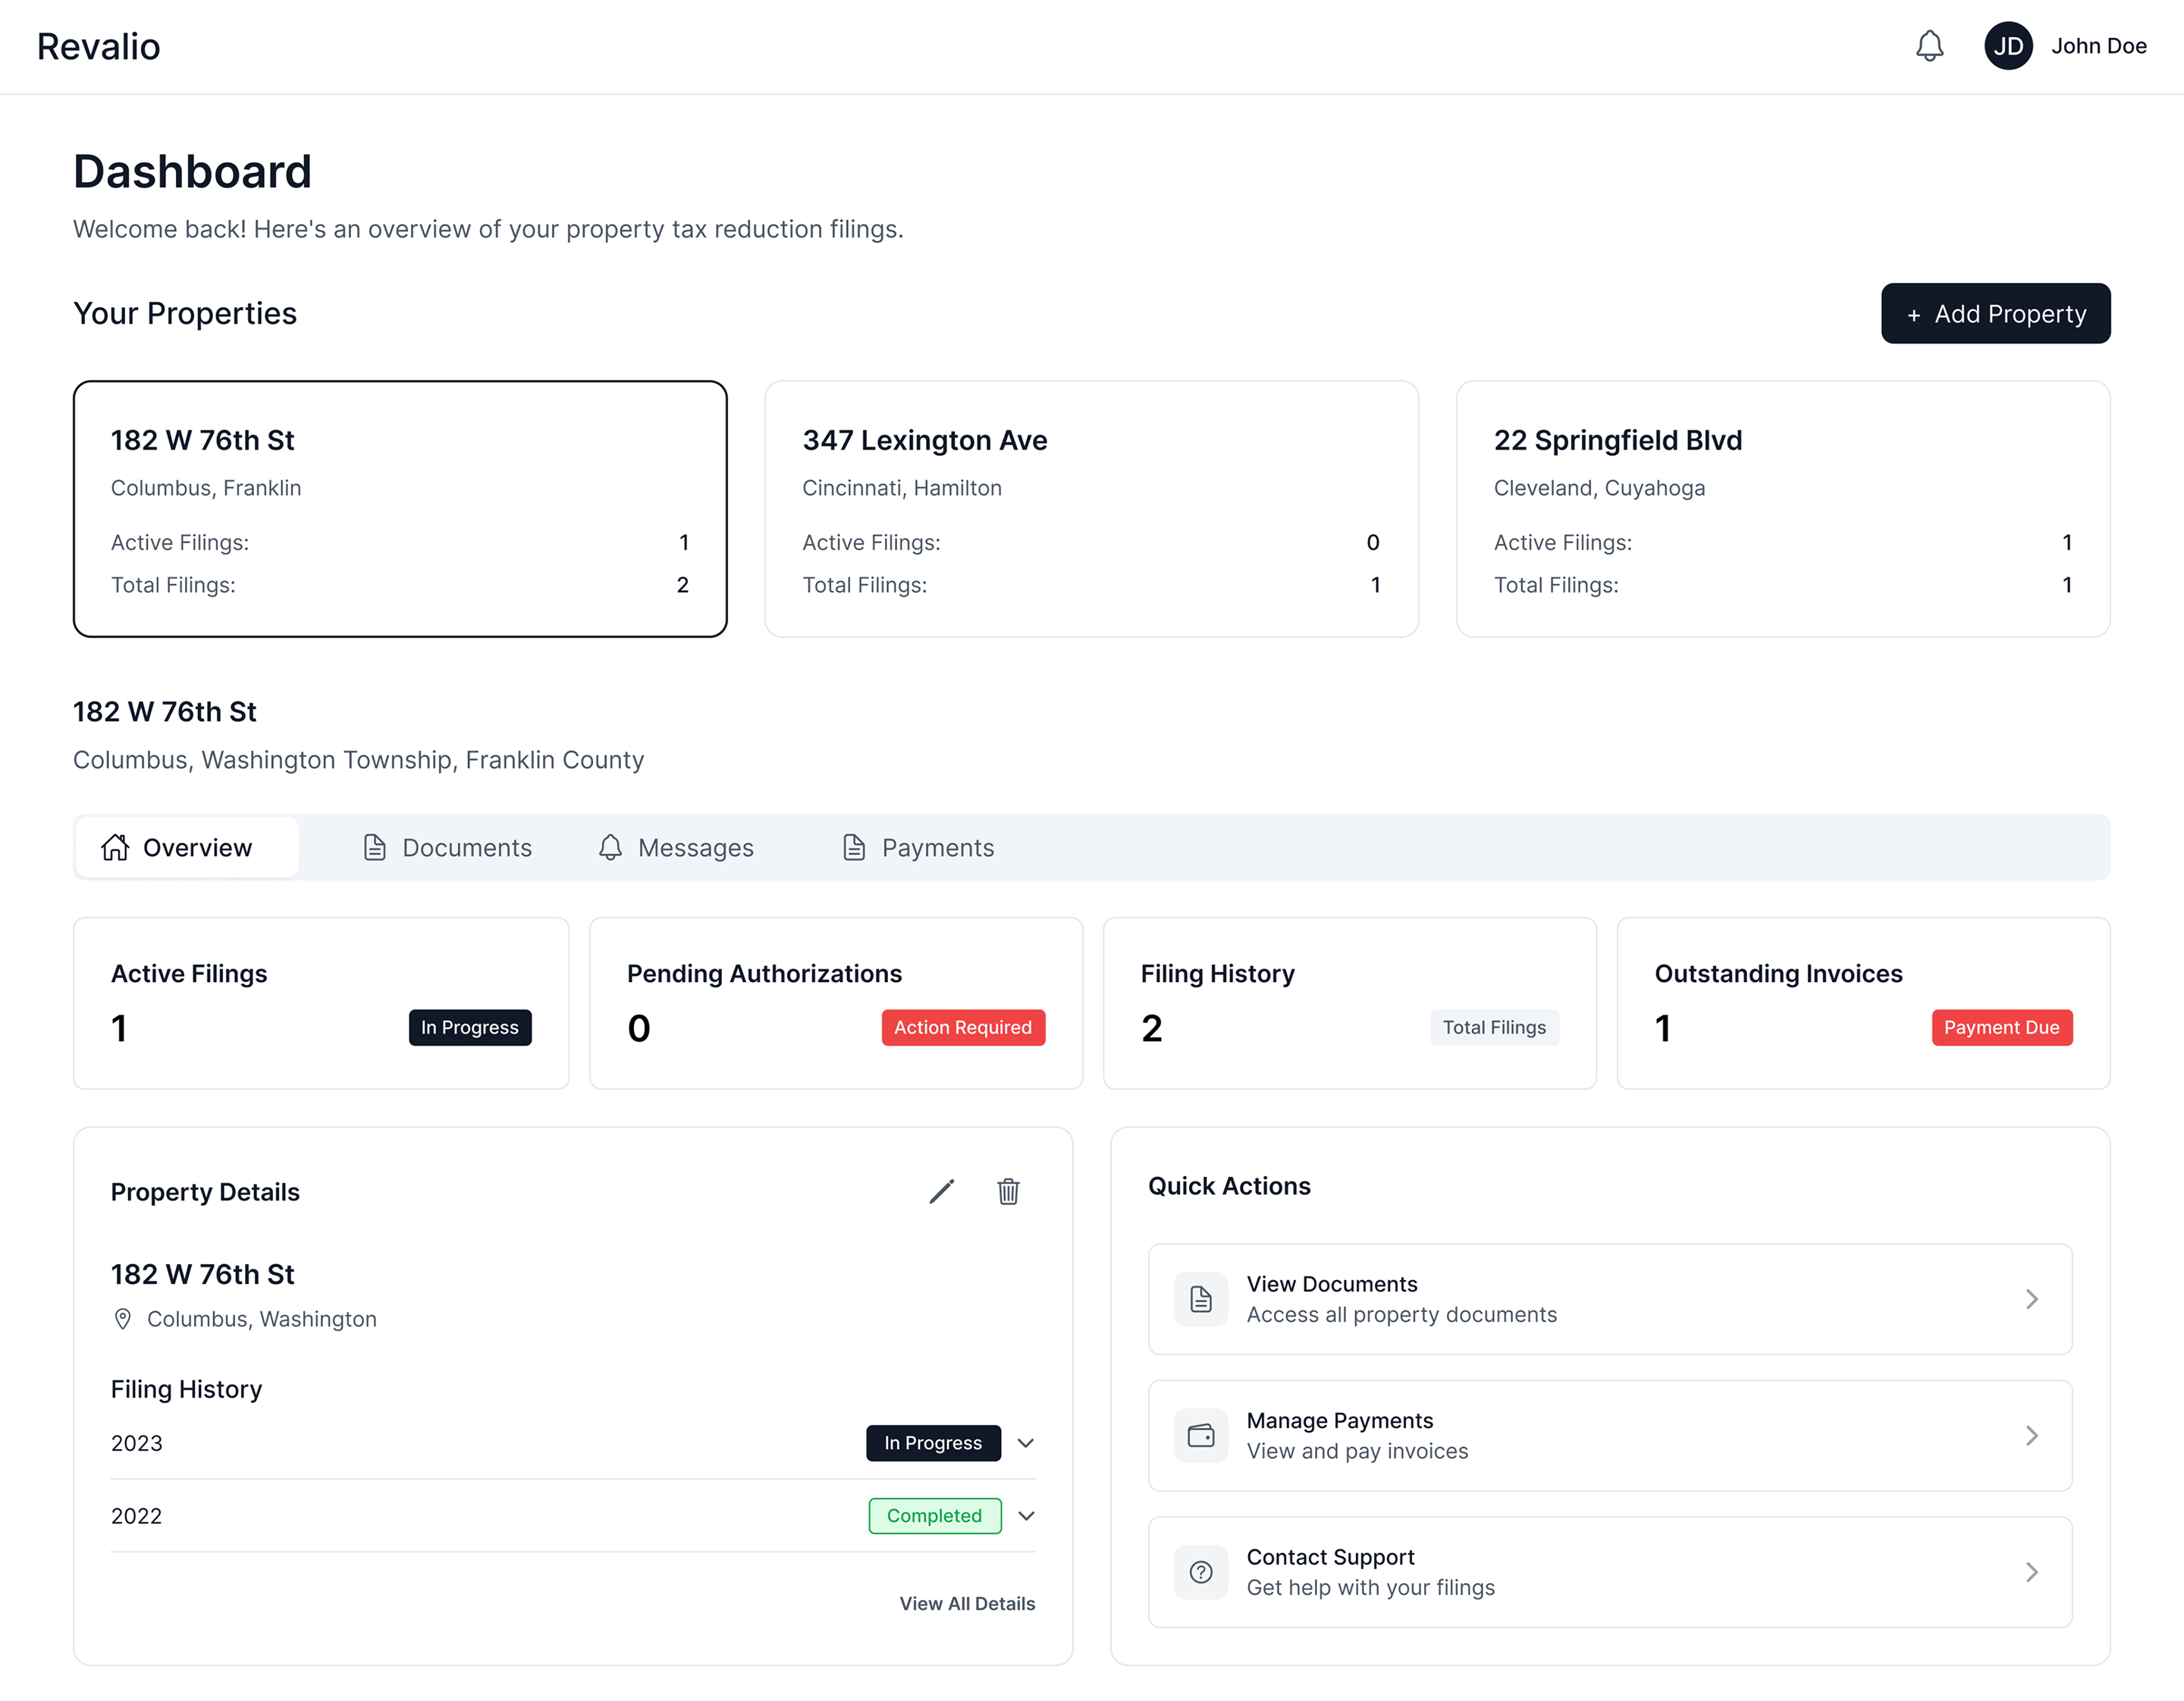 Revalio
JD
John Doe
Dashboard
Welcome back! Here's an overview of your property tax reduction filings.
Your Properties
+ Add Property
182 W 76th St
Columbus, Franklin
Active Filings: 1
Total Filings: 2
347 Lexington Ave
Cincinnati, Hamilton
Active Filings: 0
Total Filings: 1
22 Springfield Blvd
Cleveland, Cuyahoga
Active Filings: 1
Total Filings: 1
182 W 76th St
Columbus, Washington Township, Franklin County
Overview
Documents
Messages
Payments
Active Filings
1 In Progress
Pending Authorizations
0 Action Required
Filing History
2 Total Filings
Outstanding Invoices
1 Payment Due
Property Details
182 W 76th St
Columbus, Washington
Filing History
2023 In Progress
2022 Completed
View All Details
Quick Actions
View Documents
Access all property documents
Manage Payments
View and pay invoices
Contact Support
Get help with your filings